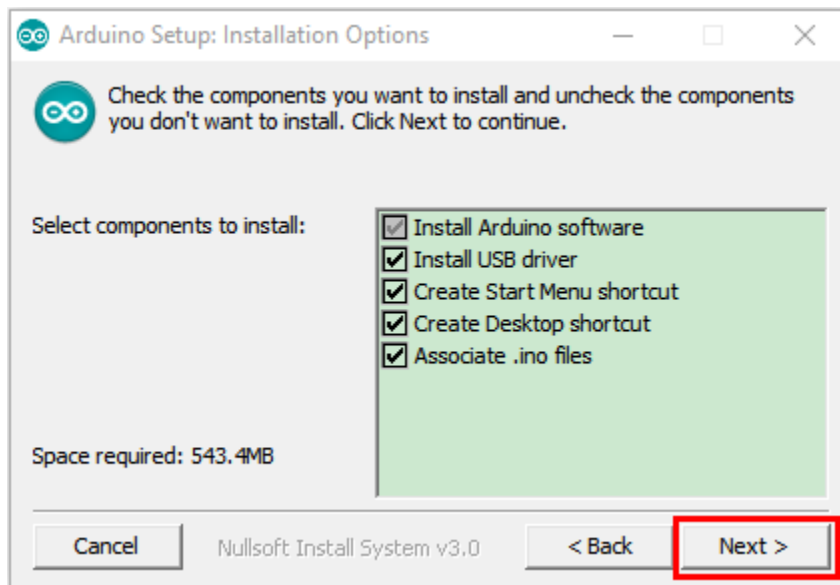 Arduino Setup: Installation Options
Check the components you want to install and uncheck the components
you don't want to install. Click Next to continue.
Select components to install:
Install Arduino software
Install USB driver
Create Start Menu shortcut
Create Desktop shortcut
Associate .ino files
Space required: 543.4MB
Cancel
Nullsoft Install System v3.0
< Back
Next >